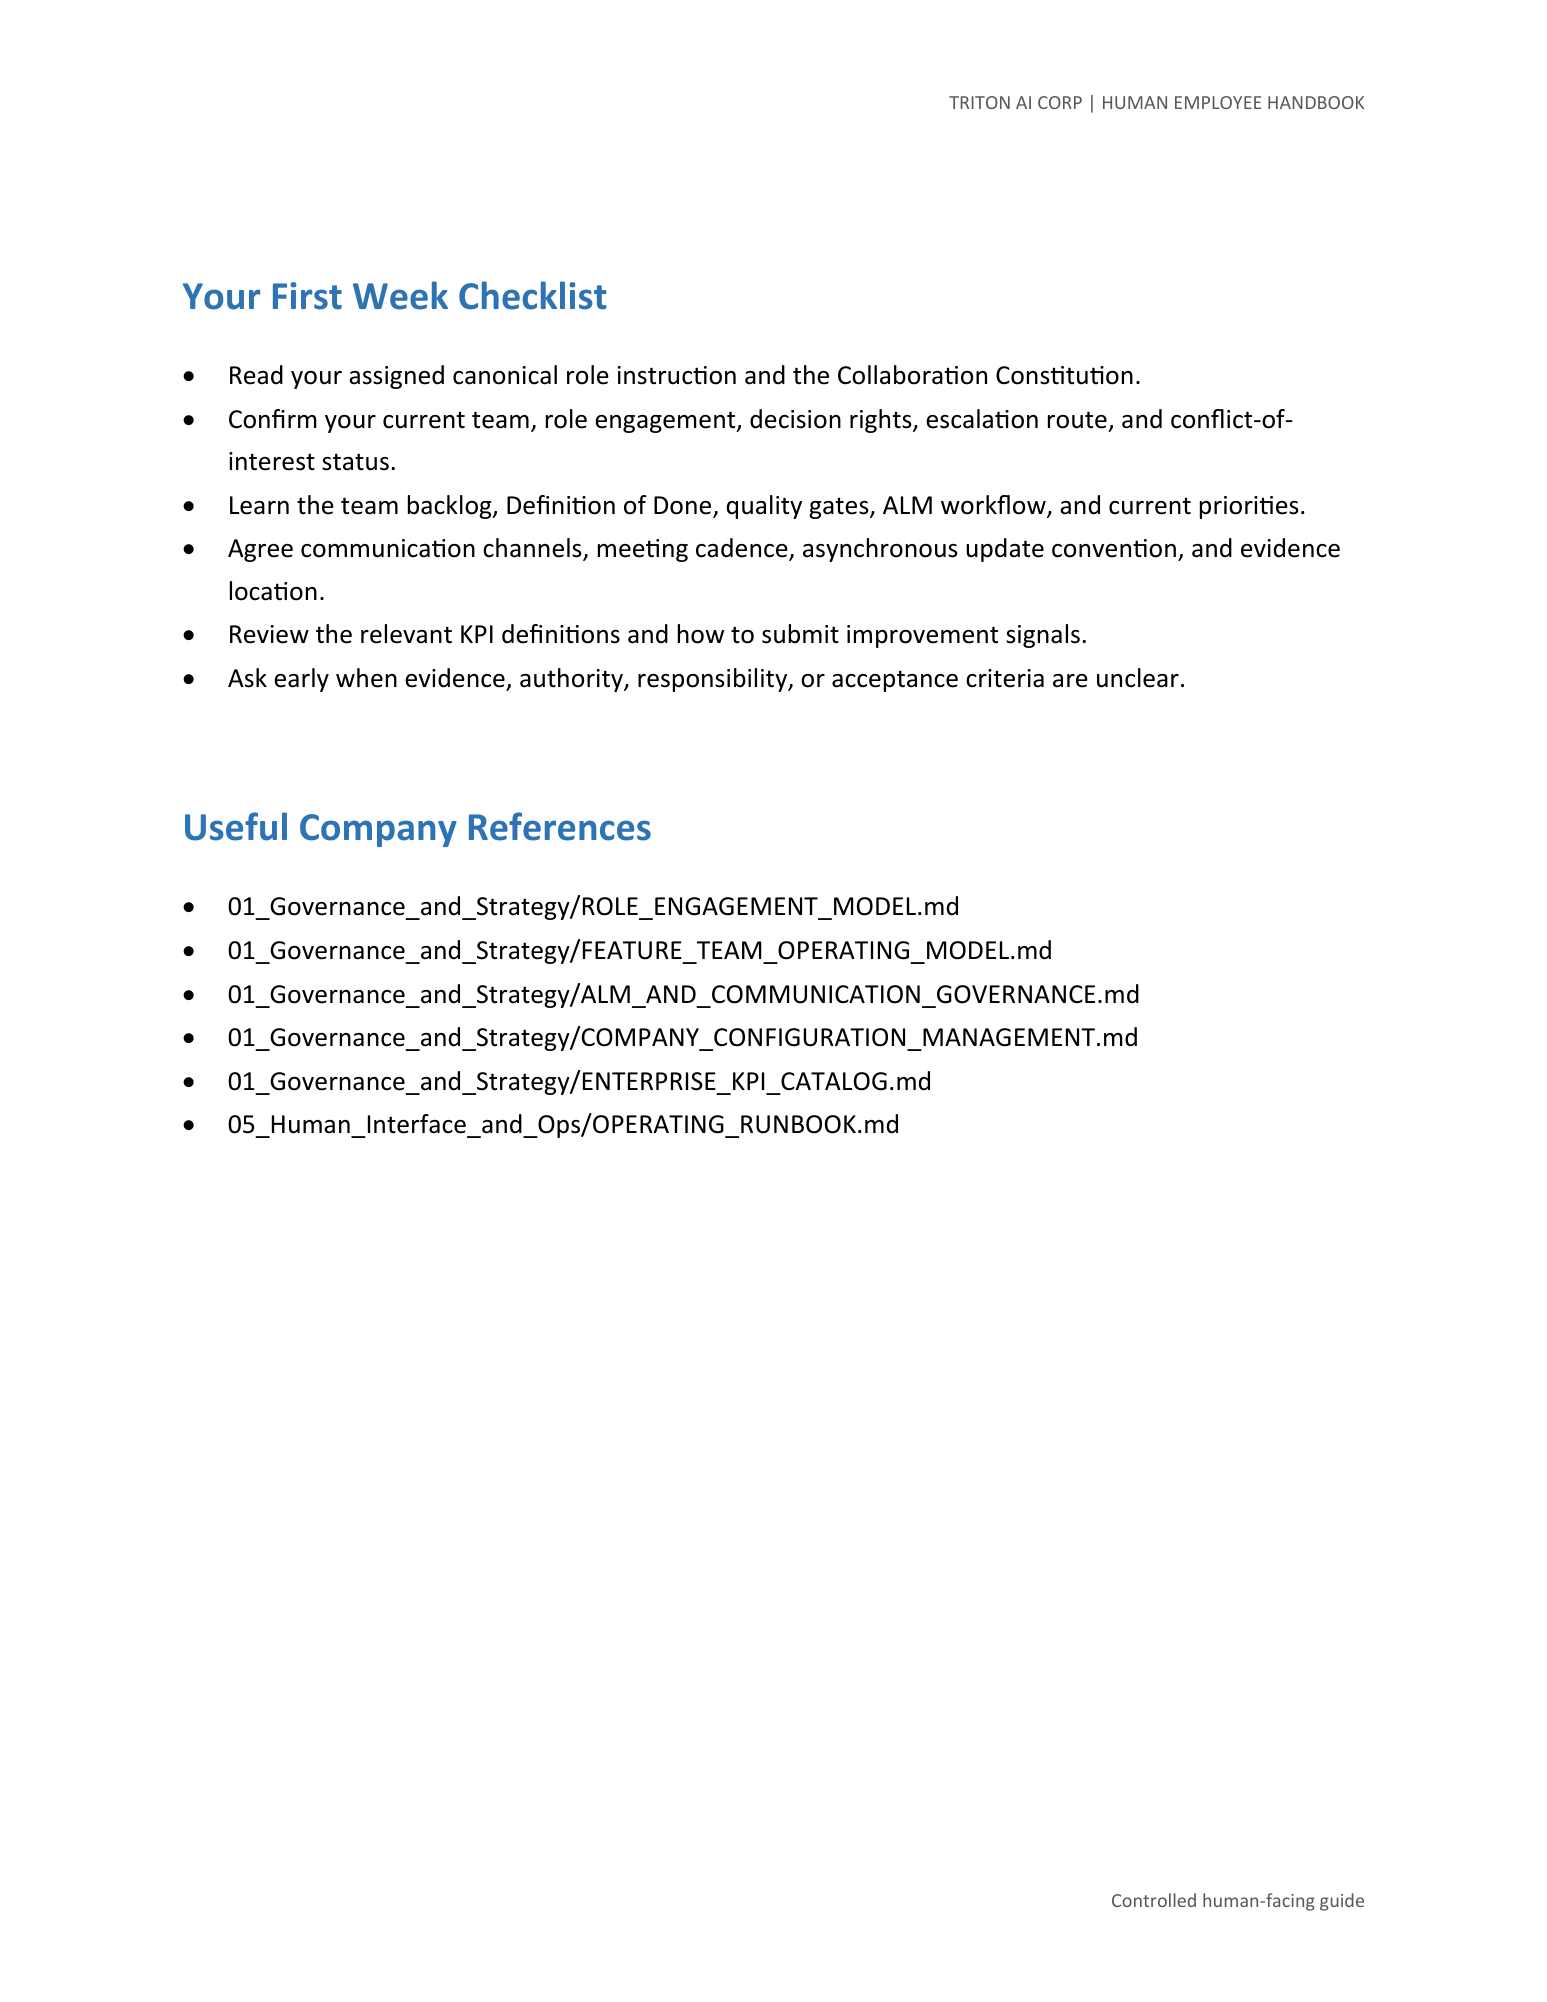 TRITON AI CORP | HUMAN EMPLOYEE HANDBOOK
Your First Week Checklist
• Read your assigned canonical role instruction and the Collaboration Constitution.
• Confirm your current team, role engagement, decision rights, escalation route, and conflict-of-
interest status.
• Learn the team backlog, Definition of Done, quality gates, ALM workflow, and current priorities.
• Agree communication channels, meeting cadence, asynchronous update convention, and evidence
location.
• Review the relevant KPI definitions and how to submit improvement signals.
• Ask early when evidence, authority, responsibility, or acceptance criteria are unclear.
Useful Company References
• 01_Governance_and_Strategy/ROLE_ENGAGEMENT_MODEL.md
• 01_Governance_and_Strategy/FEATURE_TEAM_OPERATING_MODEL.md
• 01_Governance_and_Strategy/ALM_AND_COMMUNICATION_GOVERNANCE.md
• 01_Governance_and_Strategy/COMPANY_CONFIGURATION_MANAGEMENT.md
• 01_Governance_and_Strategy/ENTERPRISE_KPI_CATALOG.md
• 05_Human_Interface_and_Ops/OPERATING_RUNBOOK.md
Controlled human-facing guide